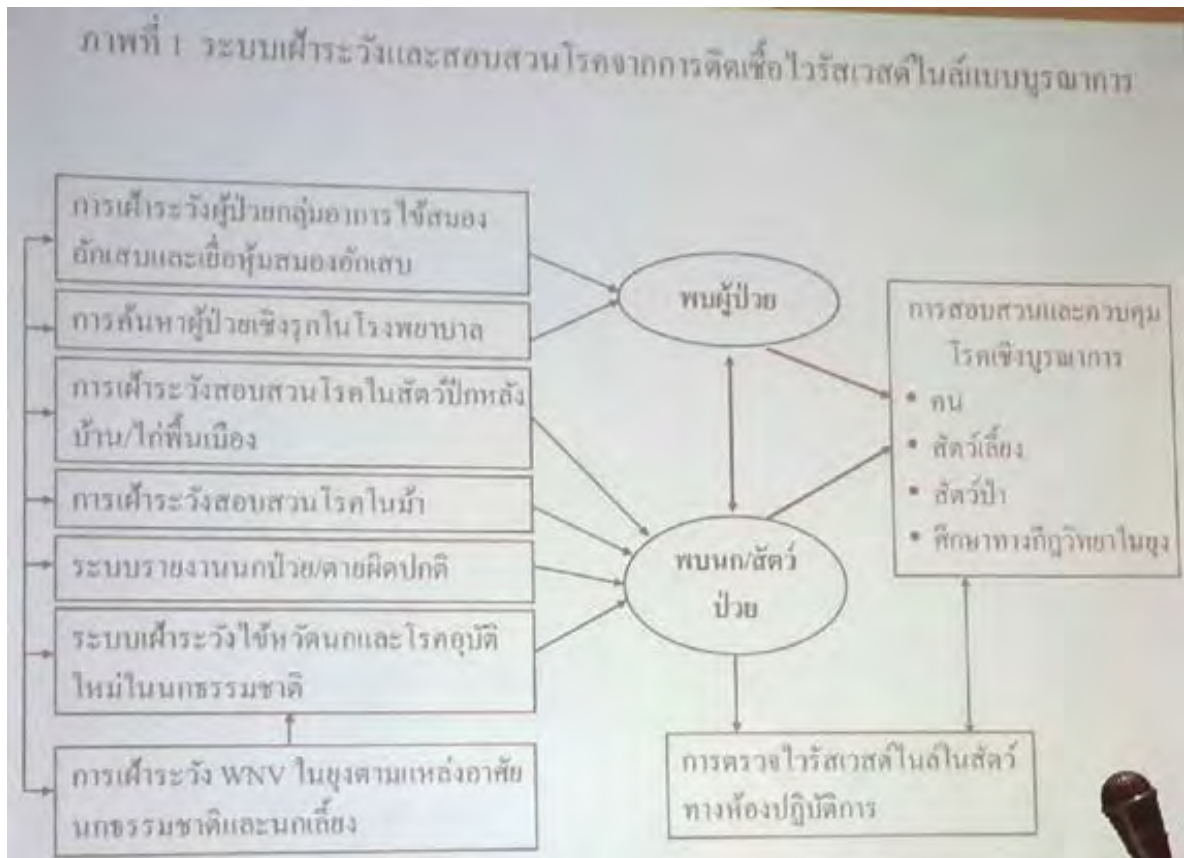 ภาพที่ 1 ระบบเฝ้าระวังและสอบสวนโรคจากการติดเชื้อไวรัสเวสต์ไนล์แบบบูรณาการ
การเฝ้าระวังผู้ป่วยกลุ่มอาการไข้สมอง
อักเสบและเยื่อหุ้มสมองอักเสบ
การค้นหาผู้ป่วยเชิงรุกในโรงพยาบาล
การเฝ้าระวังสอบสวนโรคในสัตว์ปีกหลัง
บ้าน/ไก่พื้นเมือง
การเฝ้าระวังสอบสวนโรคในม้า
ระบบรายงานนกป่วย/ตายผิดปกติ
ระบบเฝ้าระวังไข้หวัดนกและโรคอุบัติ
ใหม่ในนกธรรมชาติ
การเฝ้าระวัง WNV ในยุงตามแหล่งอาศัย
นกธรรมชาติและนกเลี้ยง
พบผู้ป่วย
พบนก/สัตว์
ป่วย
การสอบสวนและควบคุม
โรคเชิงบูรณาการ
• คน
• สัตว์เลี้ยง
• สัตว์ป่า
• ศึกษาทางกีฏวิทยาในยุง
การตรวจไวรัสเวสต์ไนล์ในสัตว์
ทางห้องปฏิบัติการ